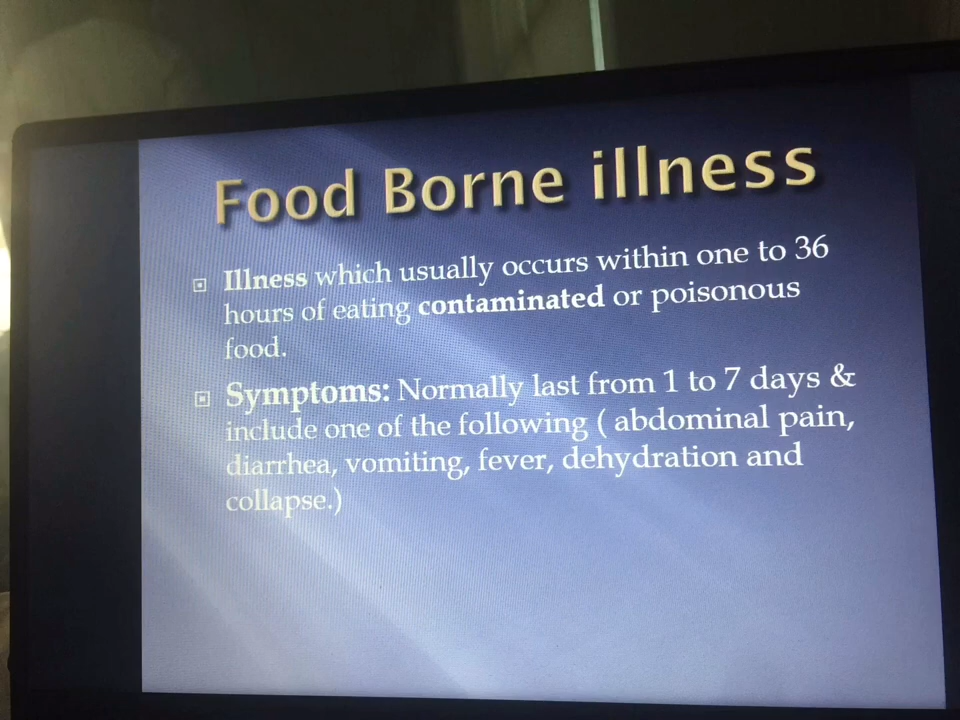 Food Borne illness
Illness which usually occurs within one to 36
hours of eating contaminated or poisonous
food.
Symptoms: Normally last from 1 to 7 days &
include one of the following ( abdominal pain,
diarrhea, vomiting, fever, dehydration and
collapse.)